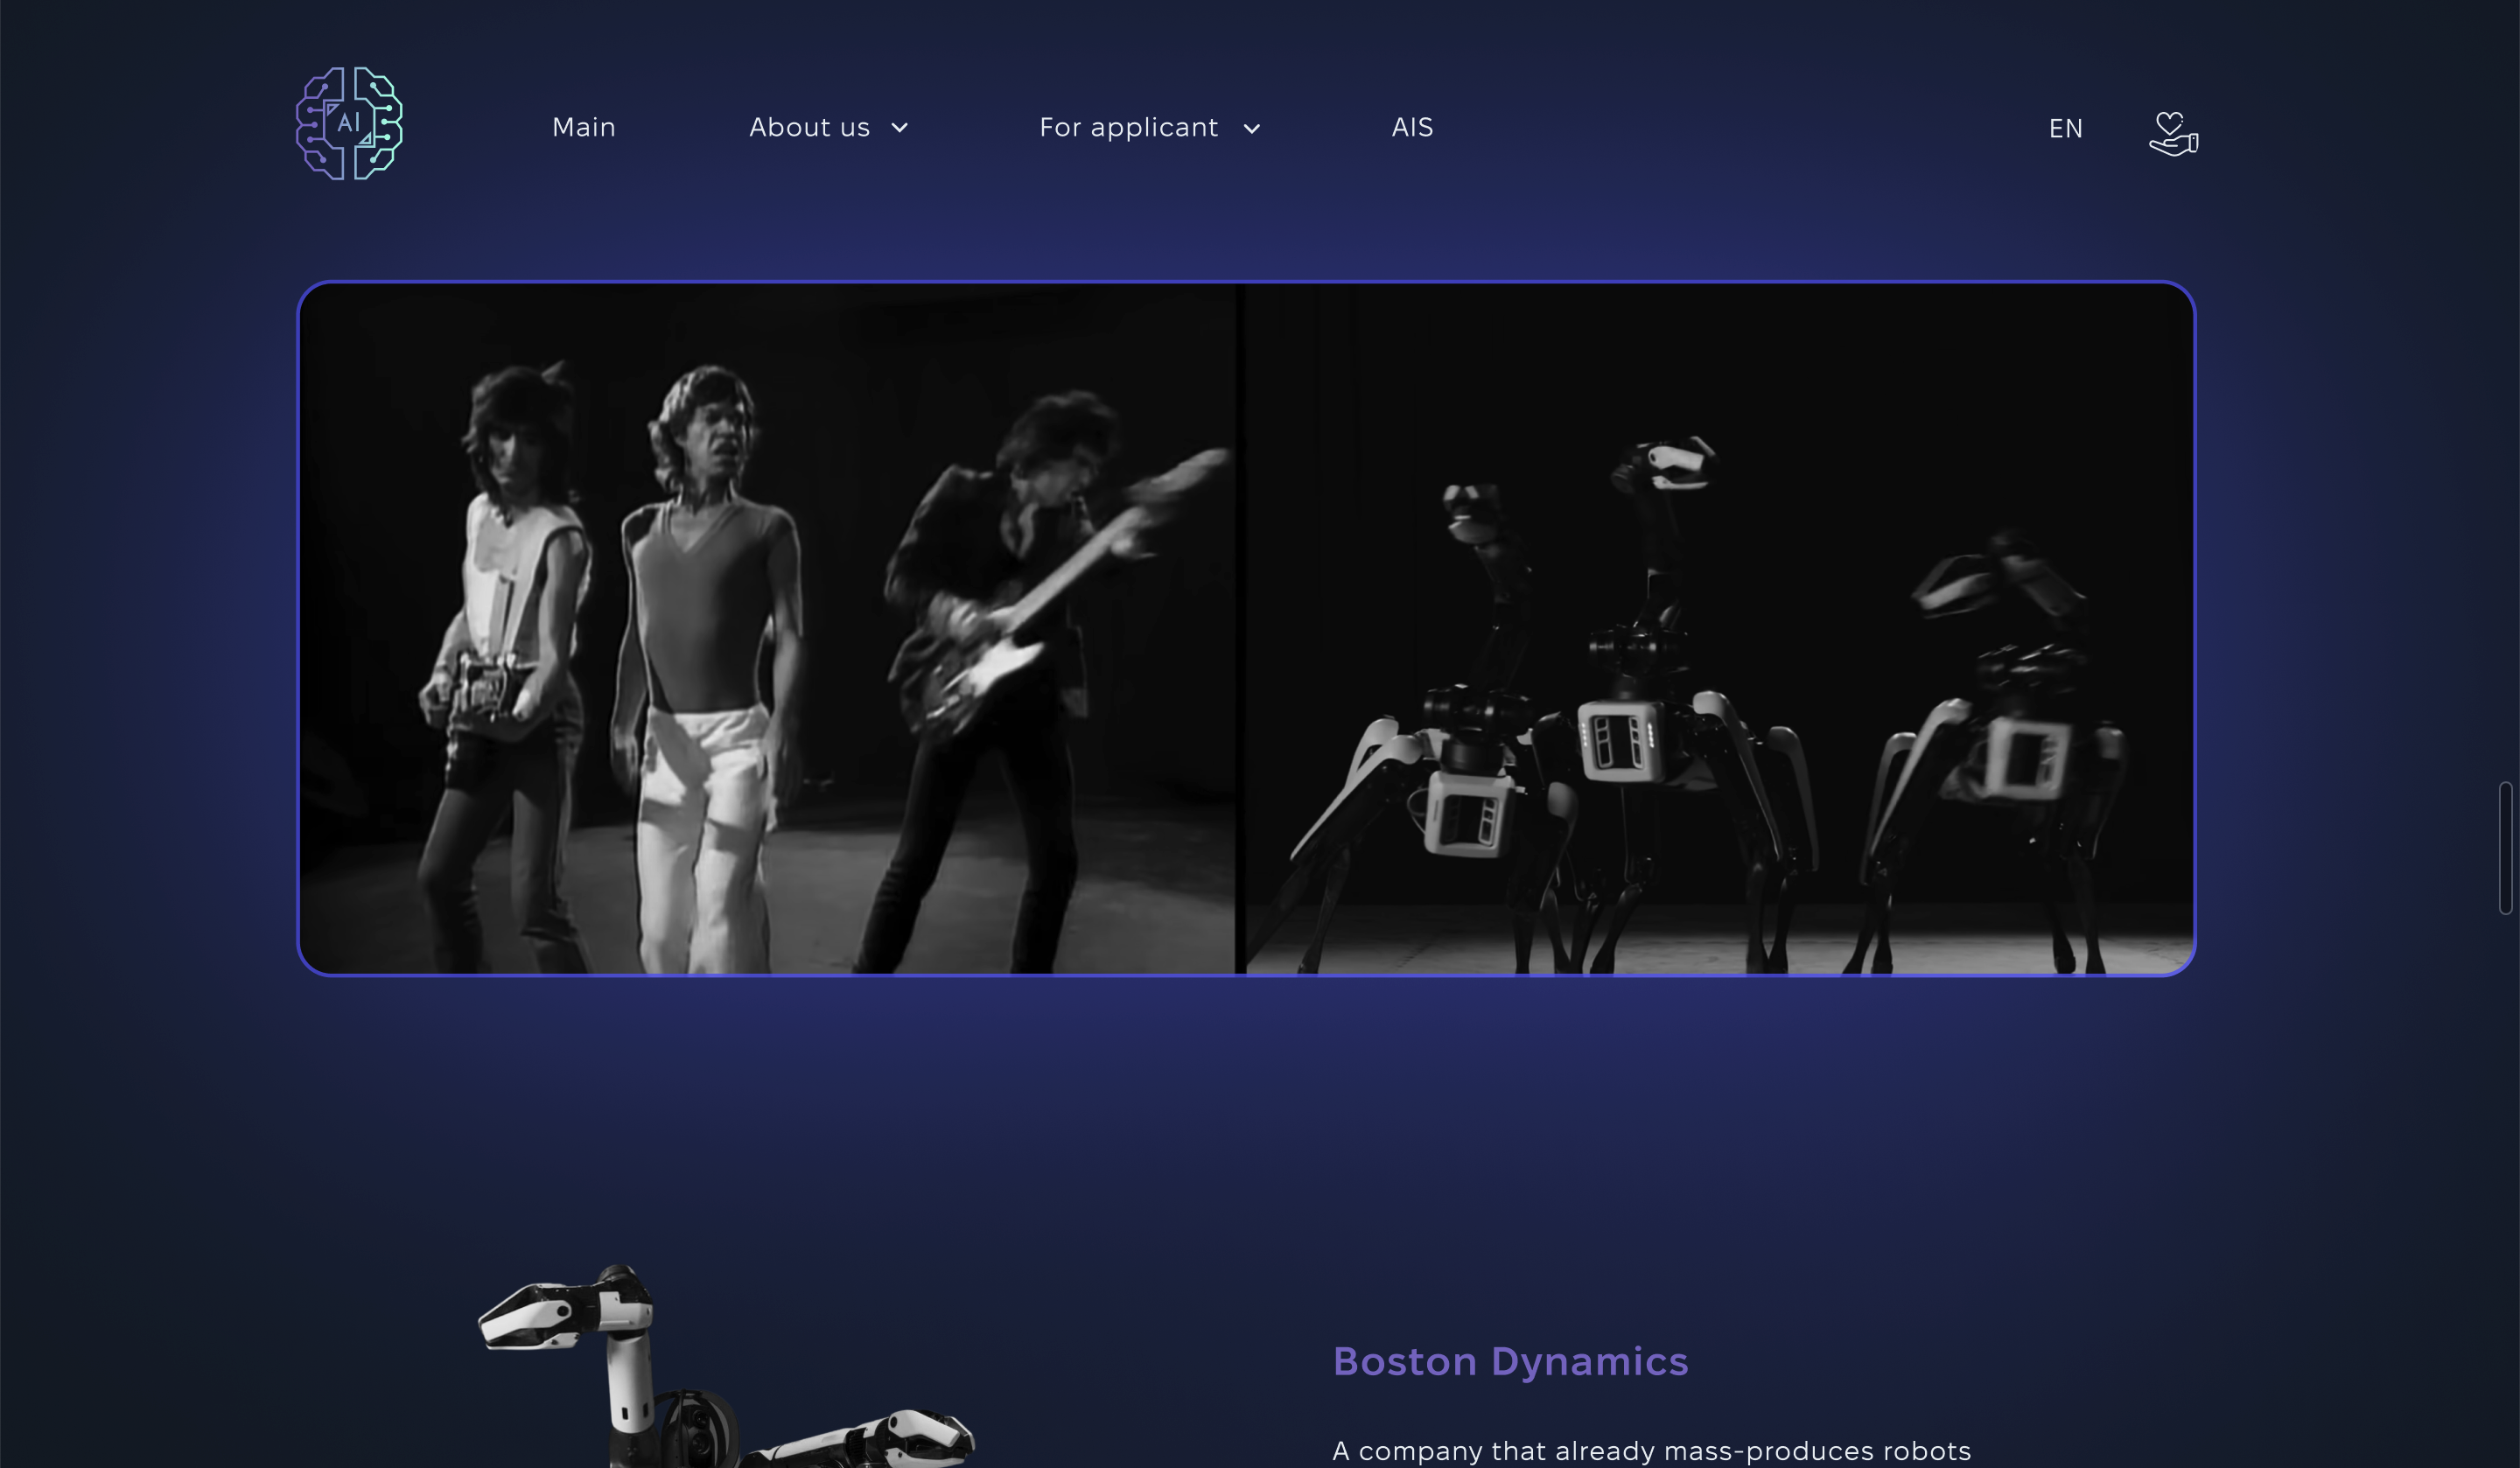 AI
Main
About us
For applicant
AIS
EN
Boston Dynamics
A company that already mass-produces robots